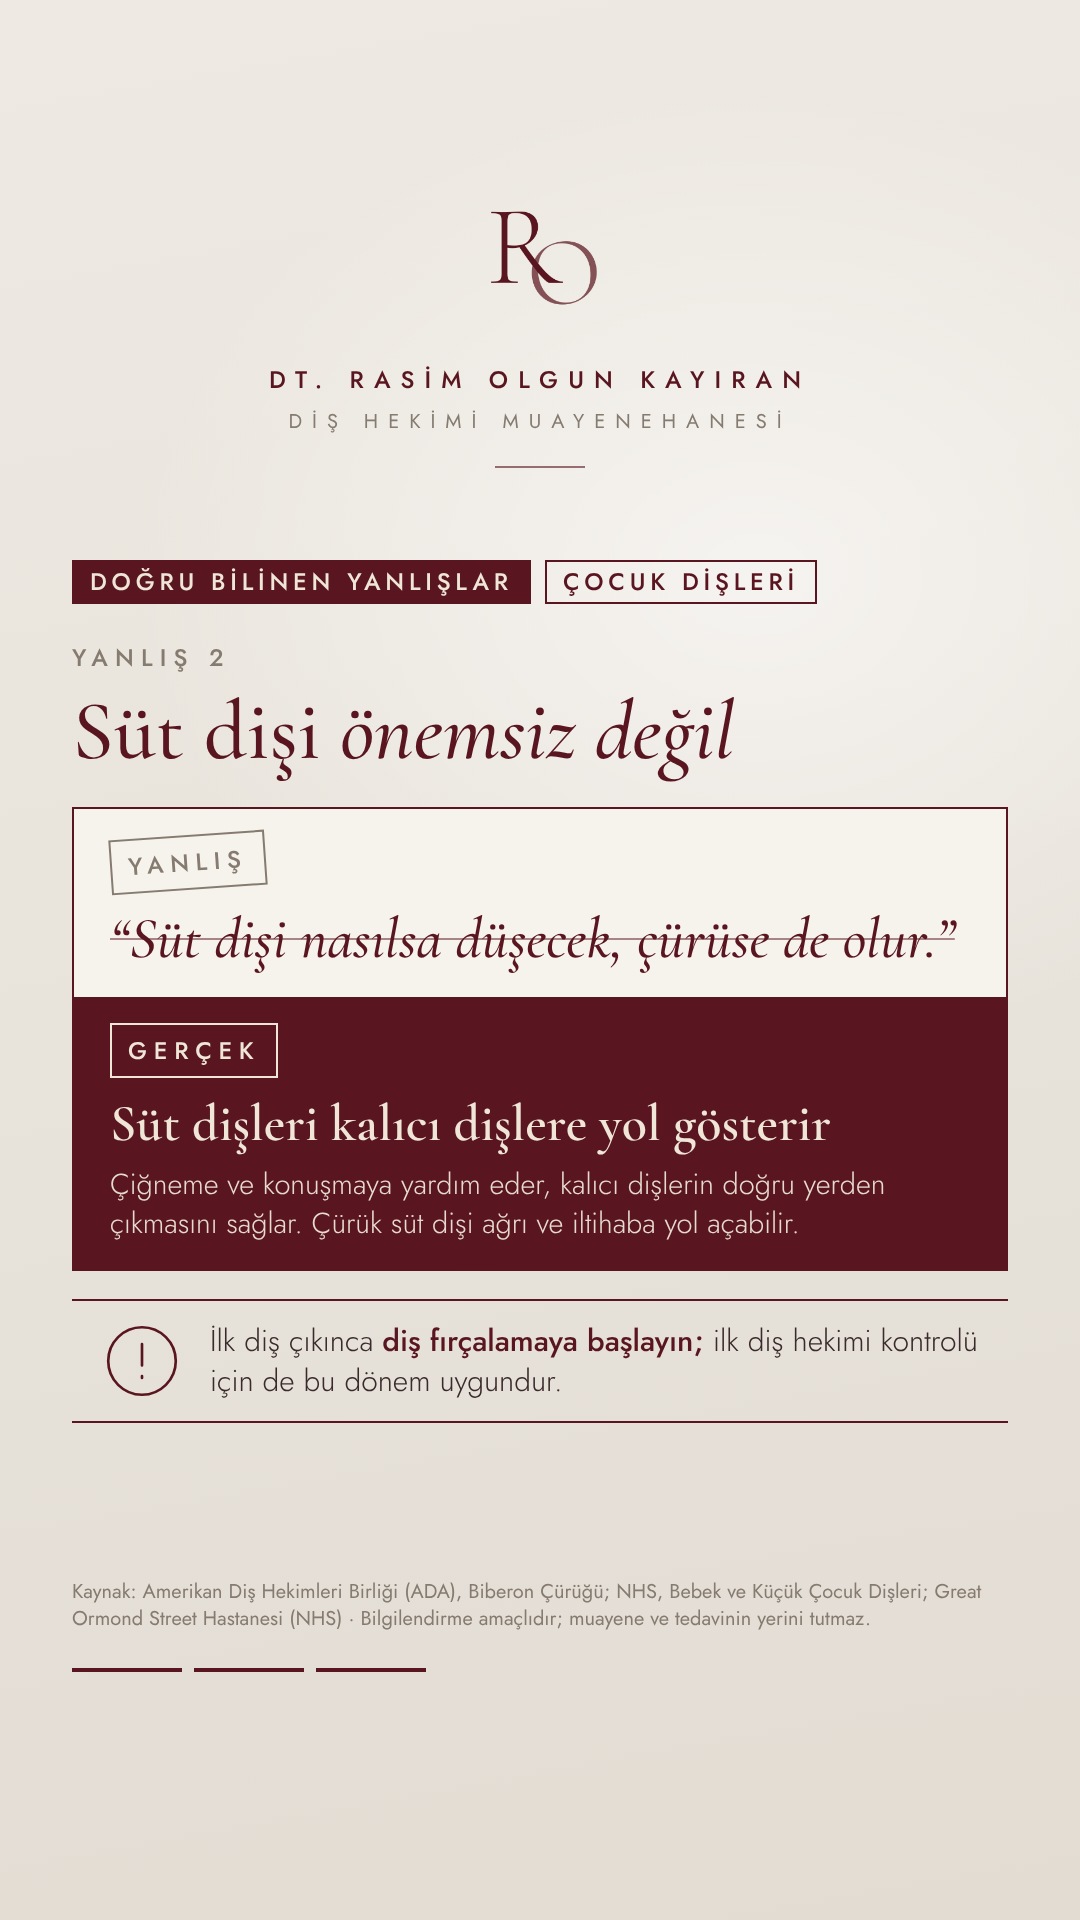 RO
DT. RASİM OLGUN KAYIRAN
DİŞ HEKİMİ MUAYENEHANESİ
DOĞRU BİLİNEN YANLIŞLAR
ÇOCUK DİŞLERİ
YANLIŞ 2
Süt dişi önemsiz değil
YANLIŞ
“Süt dişi nasılsa düşecek, çürüse de olur.”
GERÇEK
Süt dişleri kalıcı dişlere yol gösterir
Çiğneme ve konuşmaya yardım eder, kalıcı dişlerin doğru yerden
çıkmasını sağlar. Çürük süt dişi ağrı ve iltihaba yol açabilir.
İlk diş çıkınca diş fırçalamaya başlayın; ilk diş hekimi kontrolü
için de bu dönem uygundur.
Kaynak: Amerikan Diş Hekimleri Birliği (ADA), Biberon Çürüğü; NHS, Bebek ve Küçük Çocuk Dişleri; Great
Ormond Street Hastanesi (NHS) · Bilgilendirme amaçlıdır; muayene ve tedavinin yerini tutmaz.